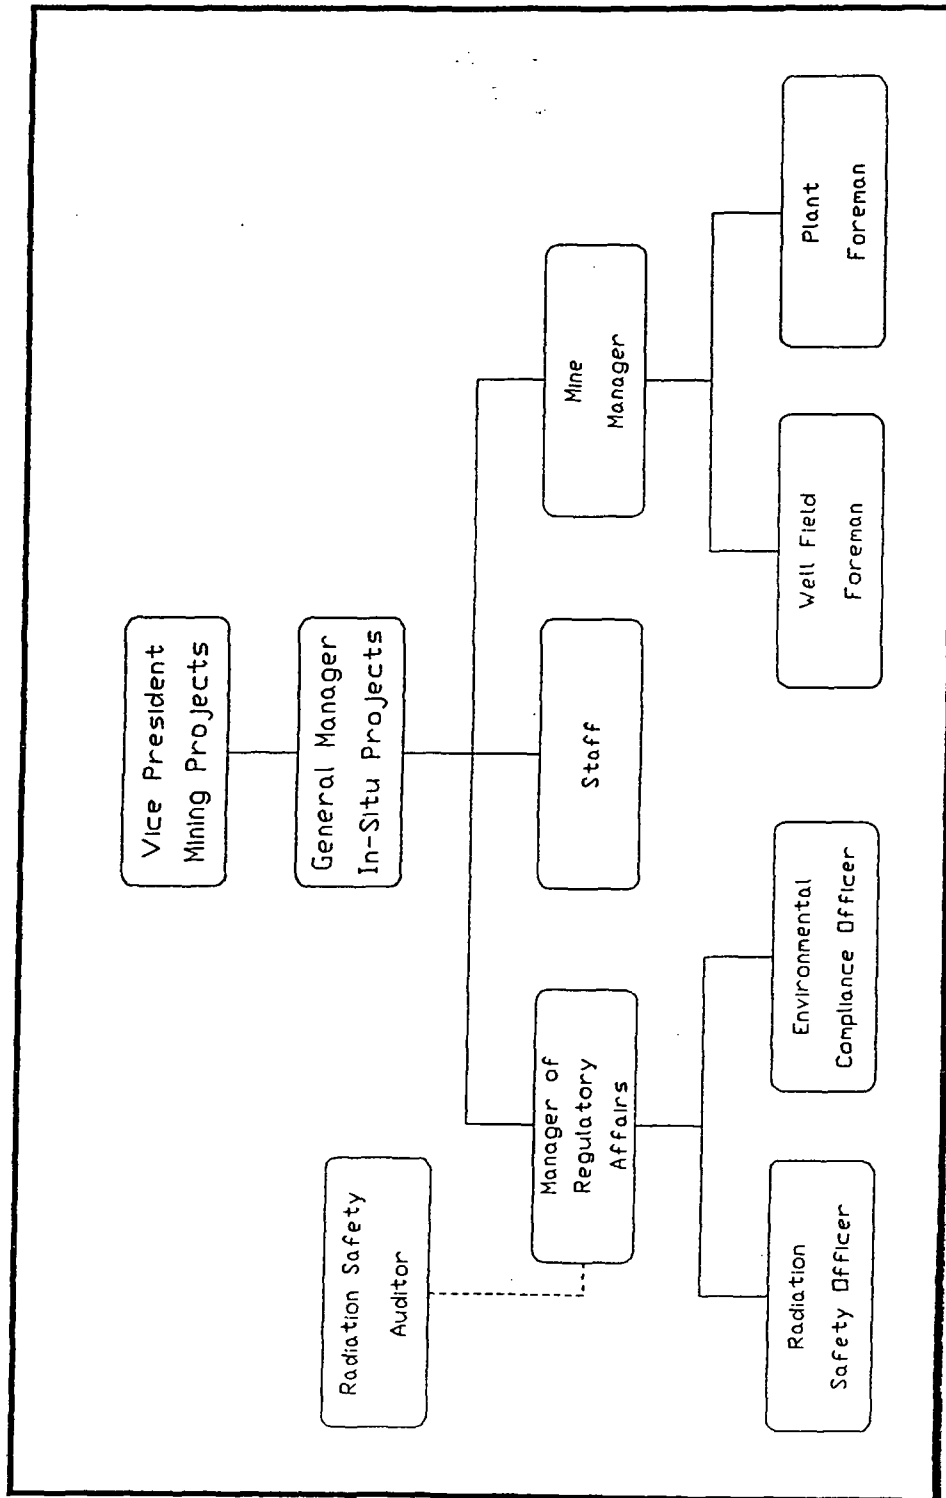 Vice President
Mining Projects
General Manager
In-Situ Projects
Radiation Safety
Auditor
Manager of
Regulatory
Affairs
Staff
Mine
Manager
Radiation
Safety Officer
Environmental
Compliance Officer
Well Field
Foreman
Plant
Foreman